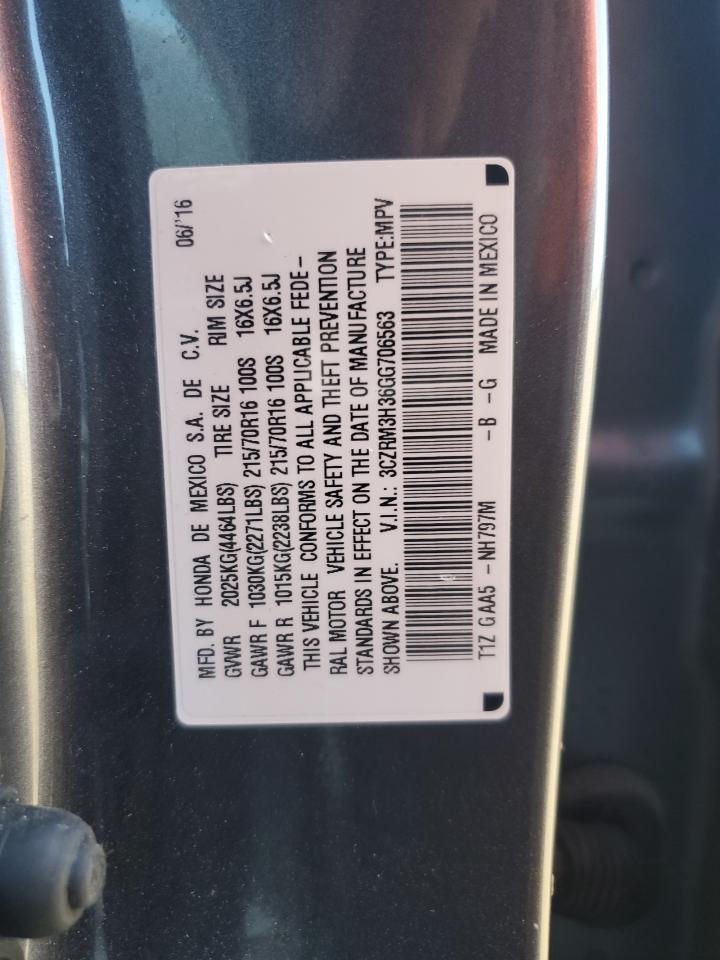 MFD. BY HONDA DE MEXICO S.A. DE C.V. 06/'16
GVWR 2025KG(4464LBS) TIRE SIZE RIM SIZE
GAWR F 1030KG(2271LBS) 215/70R16 100S 16X6.5J
GAWR R 1015KG(2238LBS) 215/70R16 100S 16X6.5J
THIS VEHICLE CONFORMS TO ALL APPLICABLE FEDE-
RAL MOTOR VEHICLE SAFETY AND THEFT PREVENTION
STANDARDS IN EFFECT ON THE DATE OF MANUFACTURE
SHOWN ABOVE. V.I.N.: 3CZRM3H36GG706563 TYPE:MPV
T1Z GAA5 -NH797M -B -G MADE IN MEXICO